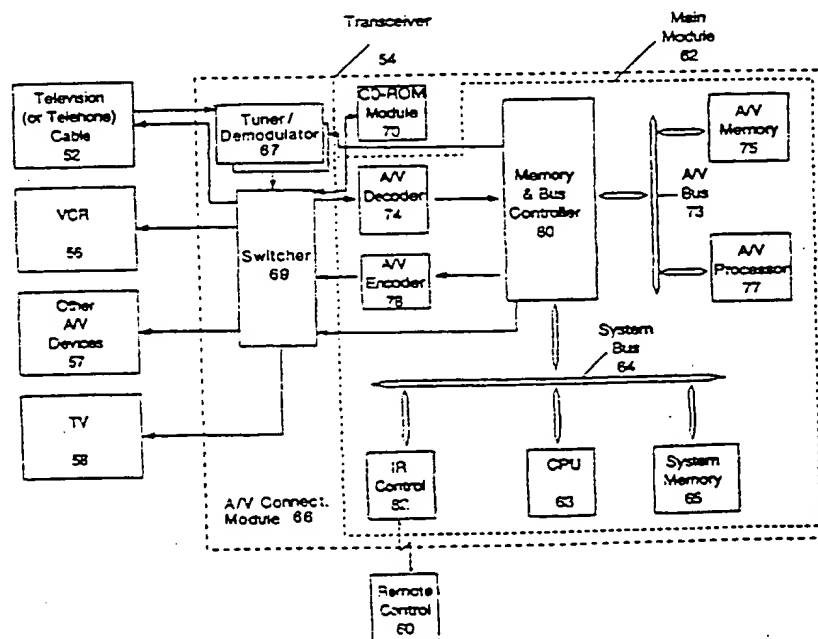 Transceiver
54
Main
Module
62
Television
(or Telehone)
Cable
52
Tuner/
Demodulator
67
CD-ROM
Module
70
A/V
Memory
75
VCR
56
Switcher
69
A/V
Decoder
74
Memory
& Bus
Controller
80
A/V
Bus
73
Other
A/V
Devices
57
A/V
Encoder
78
A/V
Processor
77
System
Bus
64
TV
58
A/V Connect.
Module 66
IR
Control
82
CPU
63
System
Memory
65
Remote
Control
60